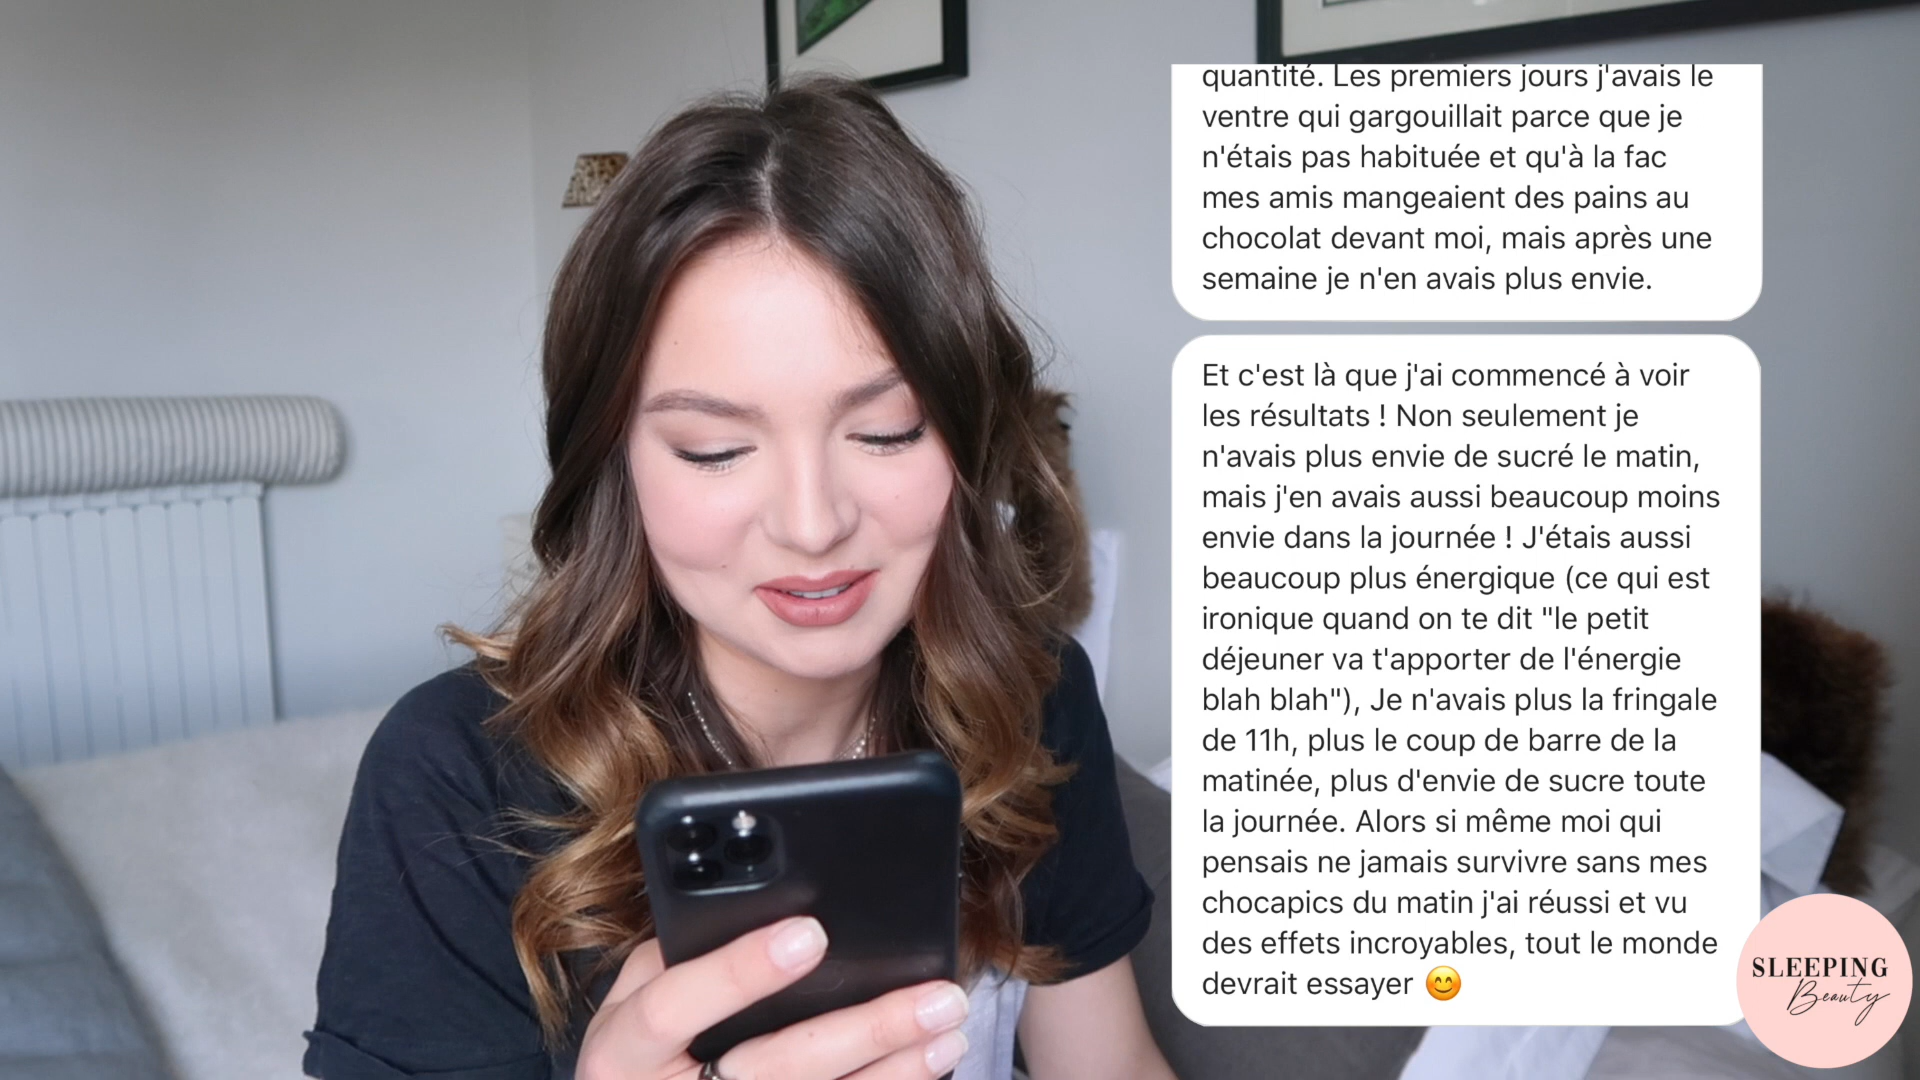 quantité. Les premiers jours j'avais le
ventre qui gargouillait parce que je
n'étais pas habituée et qu'à la fac
mes amis mangeaient des pains au
chocolat devant moi, mais après une
semaine je n'en avais plus envie.
Et c'est là que j'ai commencé à voir
les résultats ! Non seulement je
n'avais plus envie de sucré le matin,
mais j'en avais aussi beaucoup moins
envie dans la journée ! J'étais aussi
beaucoup plus énergique (ce qui est
ironique quand on te dit "le petit
déjeuner va t'apporter de l'énergie
blah blah"), Je n'avais plus la fringale
de 11h, plus le coup de barre de la
matinée, plus d'envie de sucre toute
la journée. Alors si même moi qui
pensais ne jamais survivre sans mes
chocapics du matin j'ai réussi et vu
des effets incroyables, tout le monde
devrait essayer 😊
SLEEPING
Beauty